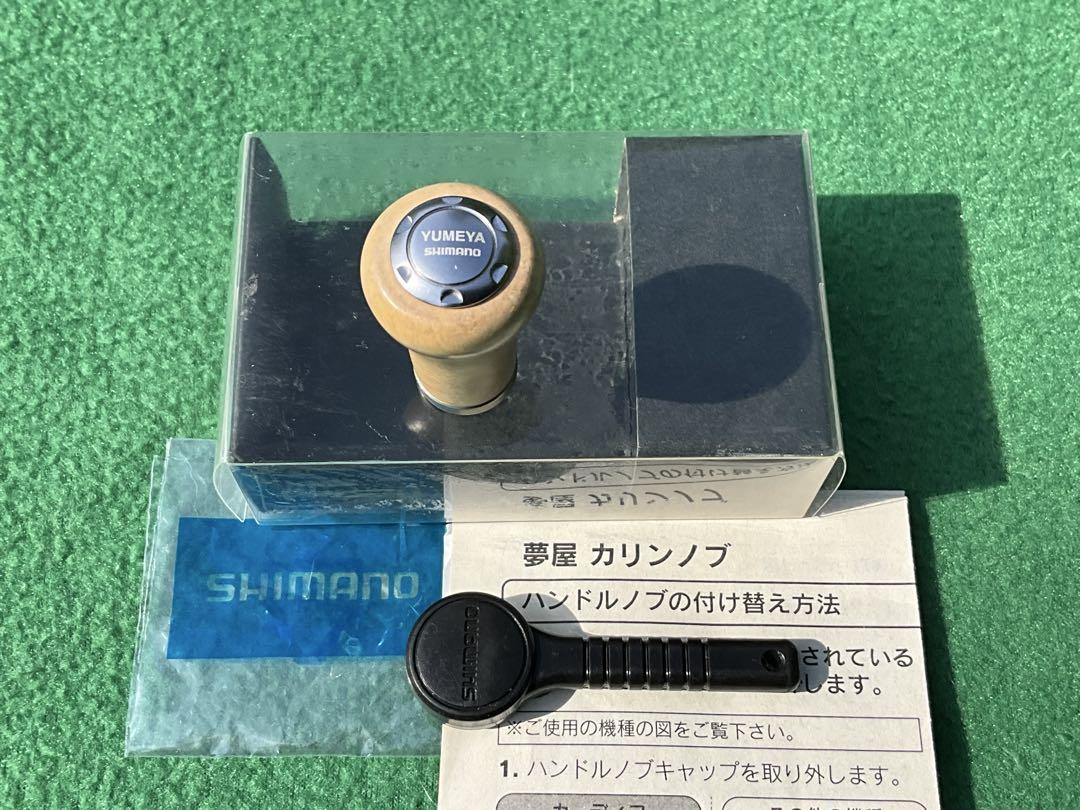 YUMEYA
SHIMANO
SHIMANO
夢屋 カリンノブ
ハンドルノブの付け替え方法
SHIMANO
されている
します。
※ご使用の機種の図をご覧下さい。
1. ハンドルノブキャップを取り外します。